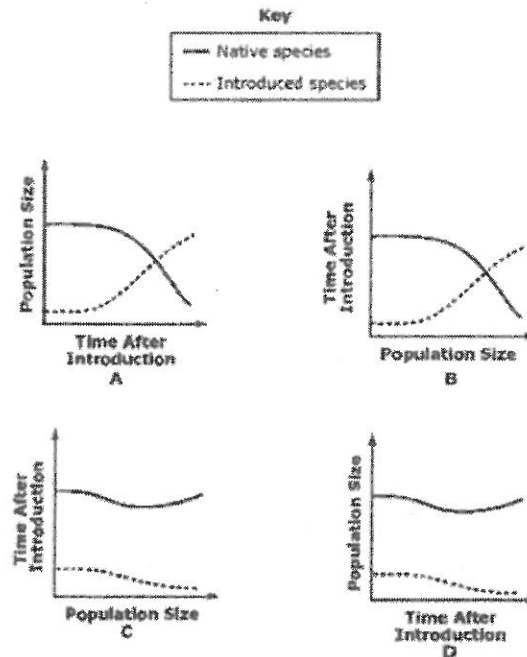 Key
Native species
Introduced species
Population Size
Time After
Introduction
A
Time After
Introduction
Population Size
B
Time After
Introduction
Population Size
C
Population Size
Time After
Introduction
D